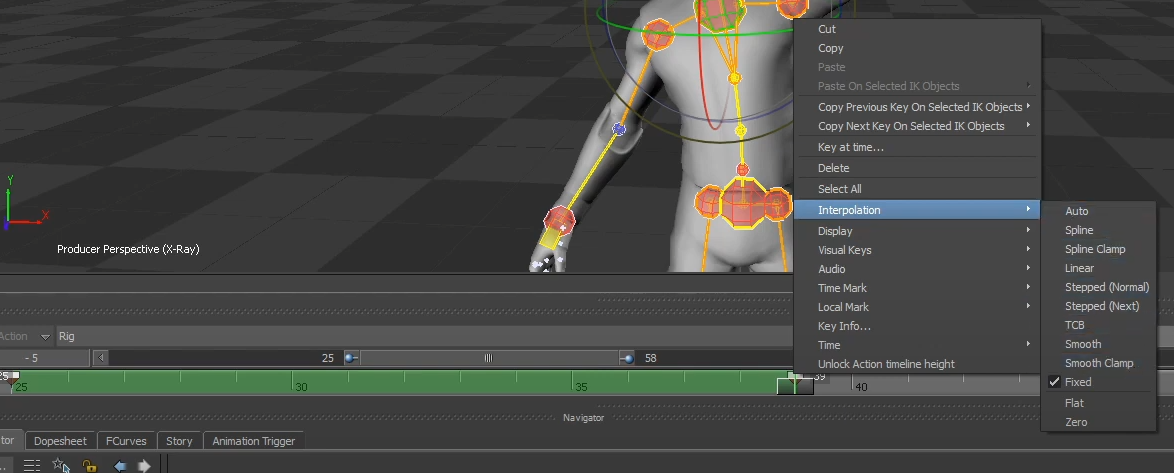 Cut
Copy
Paste
Paste On Selected IK Objects
Copy Previous Key On Selected IK Objects
Copy Next Key On Selected IK Objects
Key at time...
Delete
Select All
Interpolation
Display
Visual Keys
Audio
Time Mark
Local Mark
Key Info...
Time
Unlock Action timeline height
Auto
Spline
Spline Clamp
Linear
Stepped (Normal)
Stepped (Next)
TCB
Smooth
Smooth Clamp
Fixed
Flat
Zero
Y
X
Producer Perspective (X-Ray)
Action Rig
- 5 25 58
25 39
25 30 35 40
Navigator
tor Dopesheet FCurves Story Animation Trigger